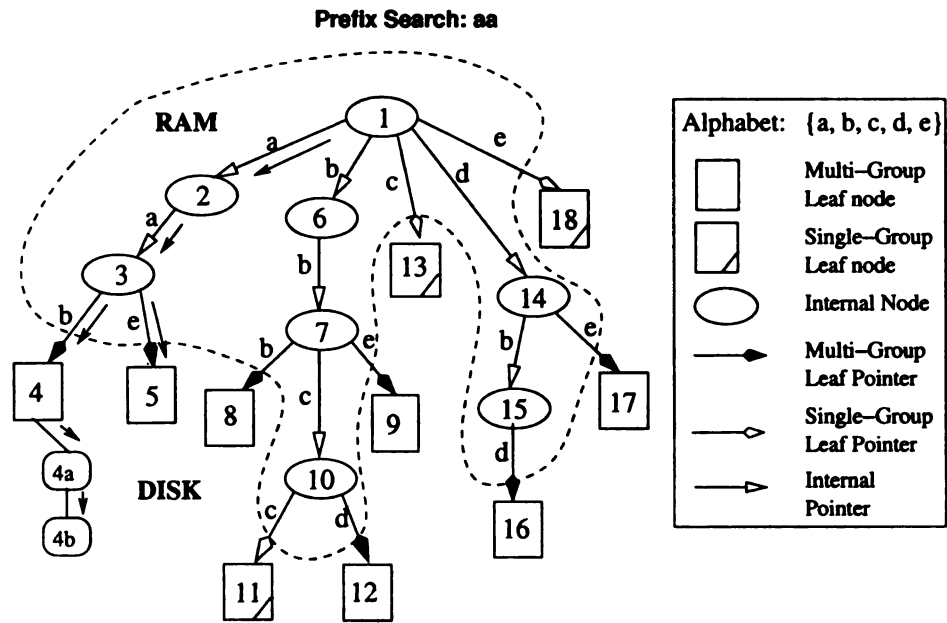 Prefix Search: aa
RAM
DISK
1
a
b
c
d
e
2
a
3
b
e
4
5
4a
4b
6
b
7
b
c
e
8
9
10
c
d
11
12
13
14
b
e
15
d
16
17
18
Alphabet: {a, b, c, d, e}
Multi-Group
Leaf node
Single-Group
Leaf node
Internal Node
Multi-Group
Leaf Pointer
Single-Group
Leaf Pointer
Internal
Pointer